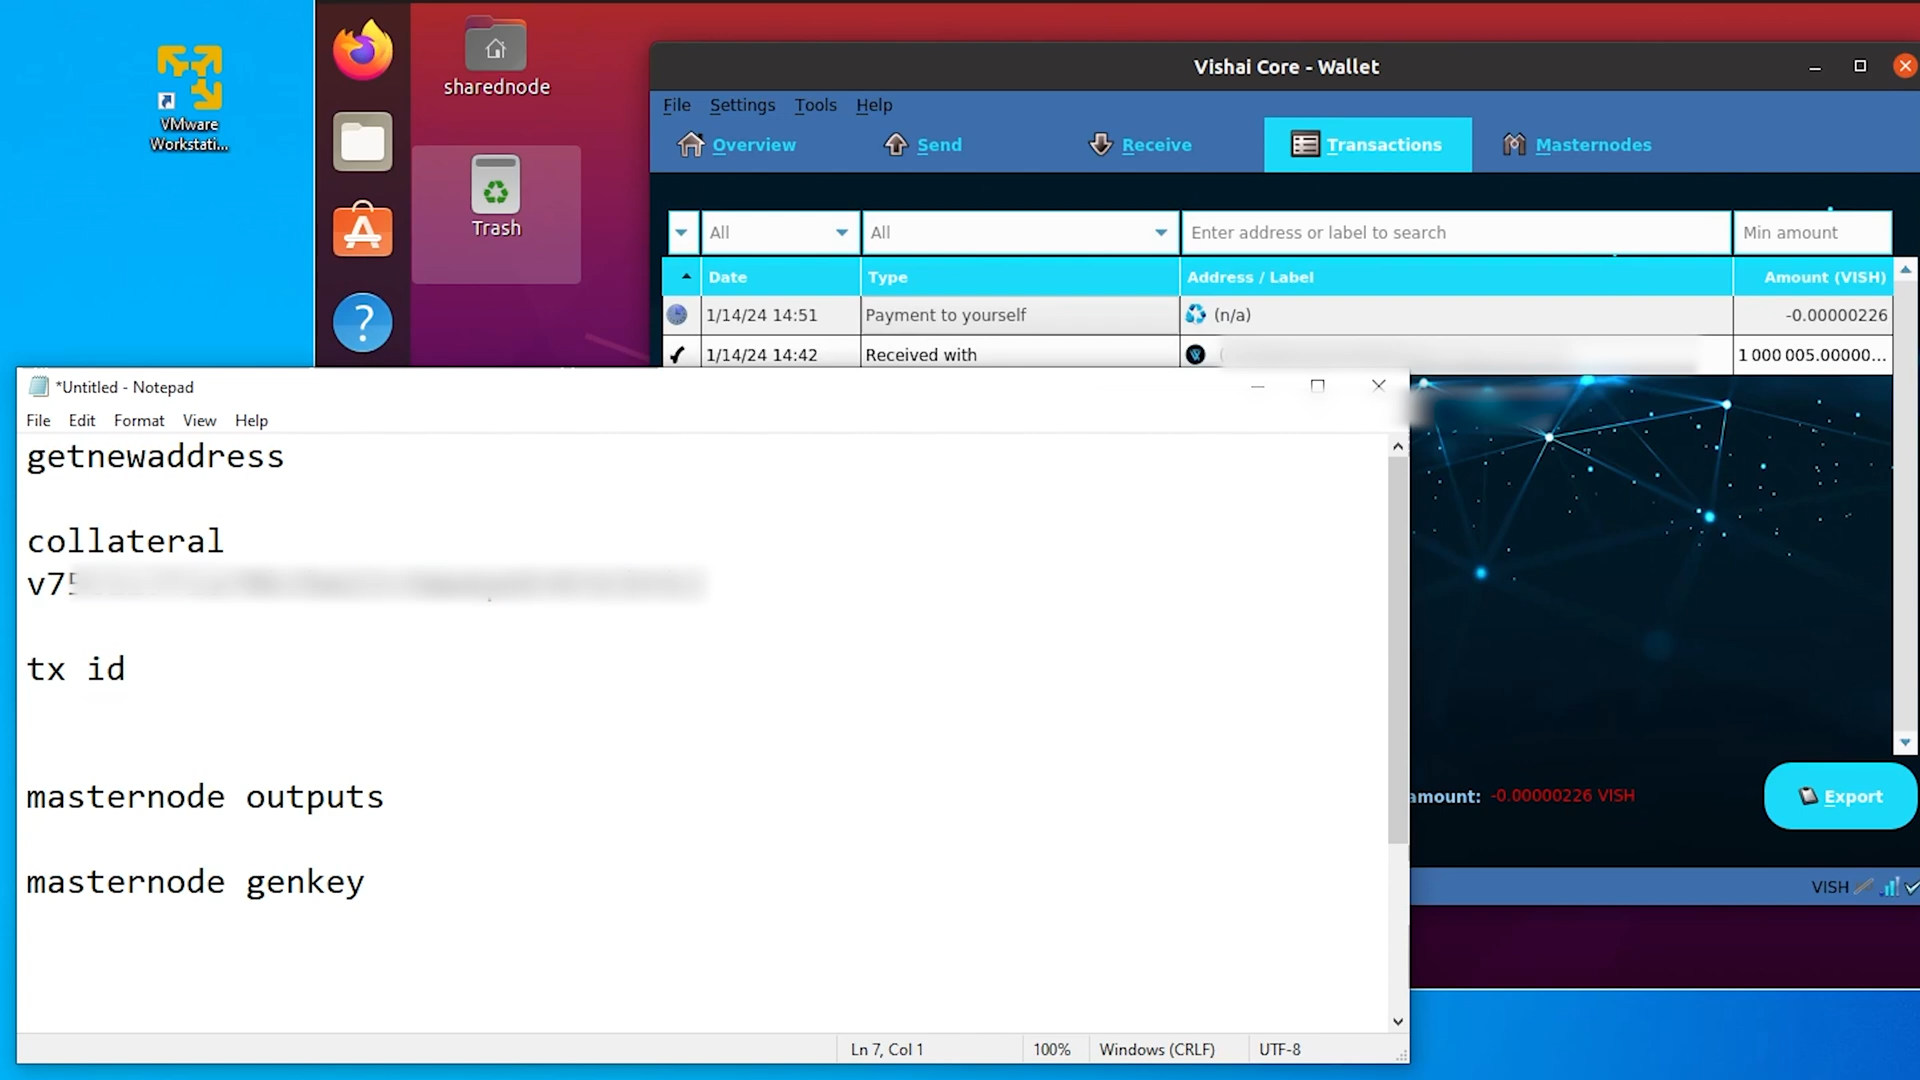 VMware
Workstati...
sharednode
Trash
Vishai Core - Wallet
File Settings Tools Help
Overview Send Receive Transactions Masternodes
All All Enter address or label to search Min amount
Date Type Address / Label Amount (VISH)
1/14/24 14:51 Payment to yourself (n/a) -0.00000226
1/14/24 14:42 Received with 1 000 005.00000...
*Untitled - Notepad
File Edit Format View Help
getnewaddress
collateral
tx id
masternode outputs
masternode genkey
amount: -0.00000226 VISH
Export
VISH
Ln 7, Col 1 100% Windows (CRLF) UTF-8